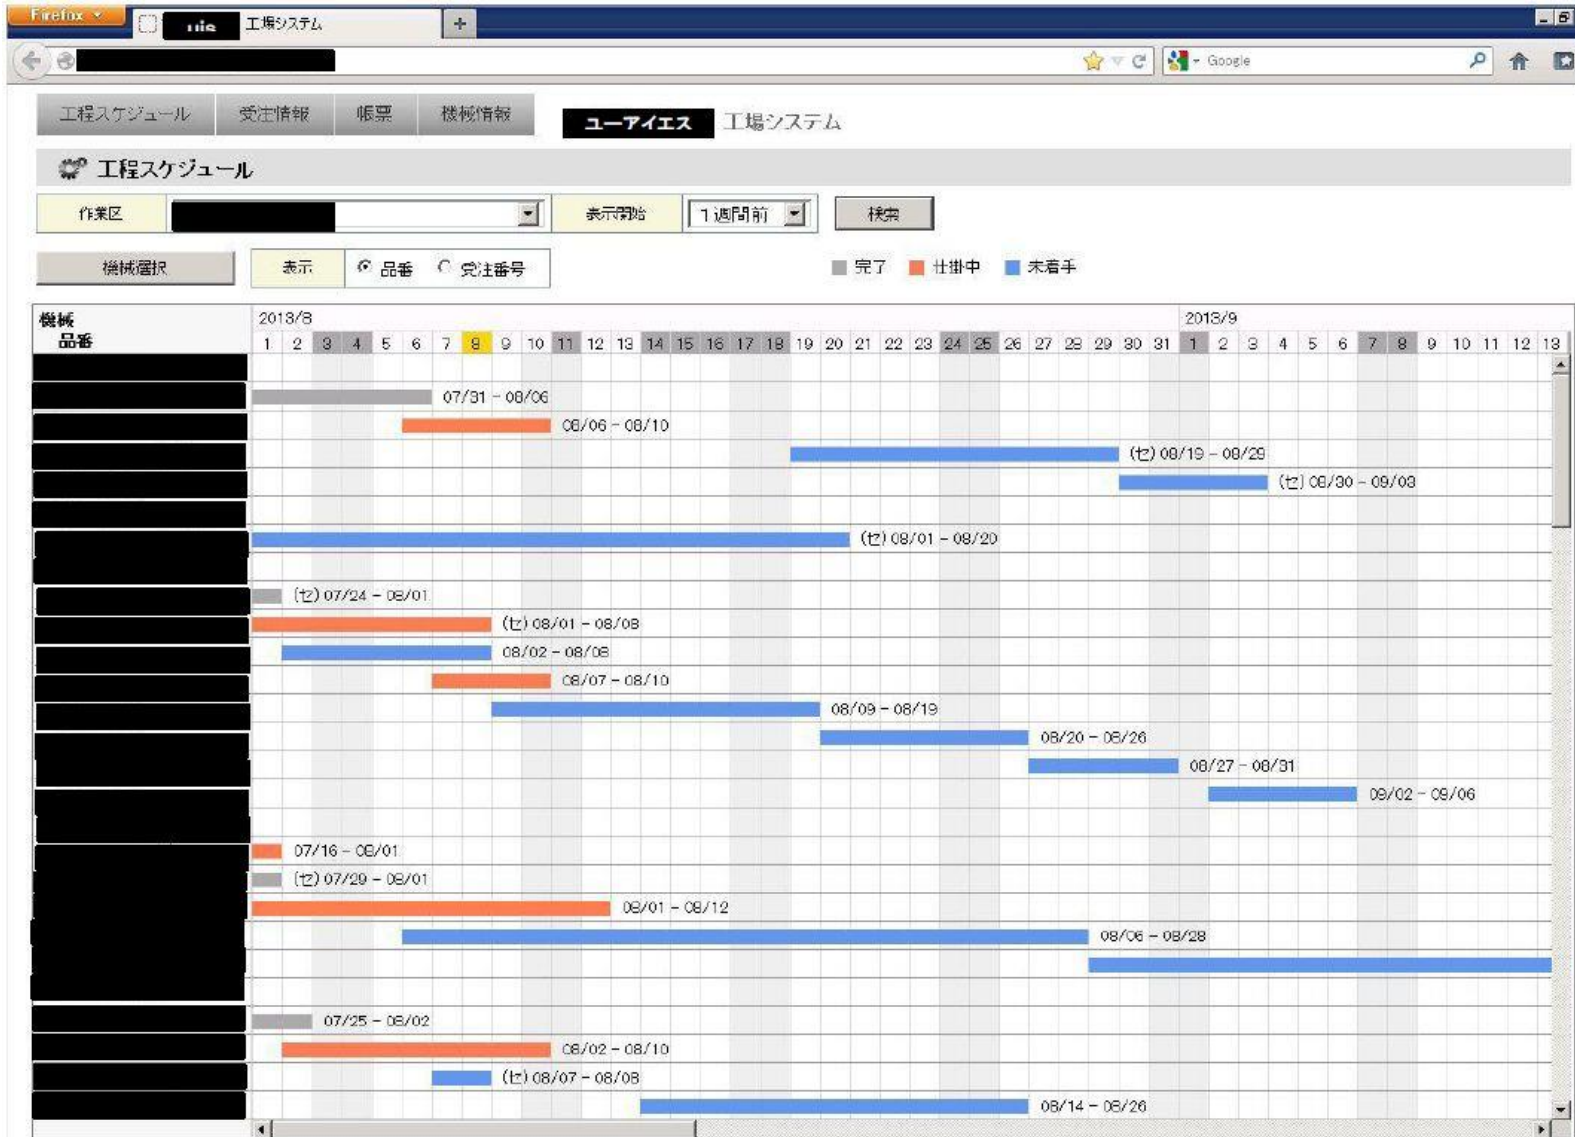 Firefox
工場システム
+
Google
工程スケジュール 受注情報 帳票 機械情報 ユーアイエス 工場システム
工程スケジュール
作業区 表示開始 1週間前 検索
機械選択 表示 品番 受注番号 完了 仕掛中 未着手
機械 2013/8 2013/9
品番 1 2 3 4 5 6 7 8 9 10 11 12 13 14 15 16 17 18 19 20 21 22 23 24 25 26 27 28 29 30 31 1 2 3 4 5 6 7 8 9 10 11 12 13
07/31 - 08/06
08/06 - 08/10
(セ) 08/19 - 08/29
(セ) 08/30 - 09/03
(セ) 08/01 - 08/20
(セ) 07/24 - 08/01
(セ) 08/01 - 08/08
08/02 - 08/08
08/07 - 08/10
08/09 - 08/19
08/20 - 08/26
08/27 - 08/31
09/02 - 09/06
07/16 - 08/01
(セ) 07/29 - 08/01
08/01 - 08/12
08/06 - 08/28
07/25 - 08/02
08/02 - 08/10
(セ) 08/07 - 08/08
08/14 - 08/26